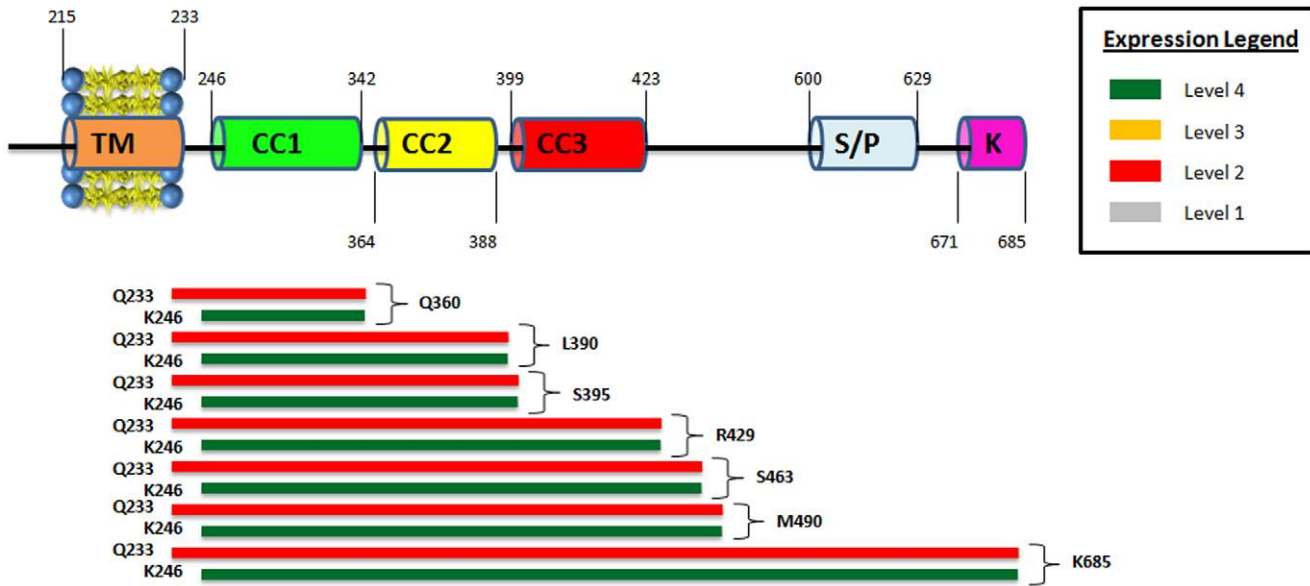 215 233
246 342 399 423 600 629
TM CC1 CC2 CC3 S/P K
364 388 671 685
Expression Legend
Level 4
Level 3
Level 2
Level 1
Q233
K246
Q360
Q233
K246
L390
Q233
K246
S395
Q233
K246
R429
Q233
K246
S463
Q233
K246
M490
Q233
K246
K685